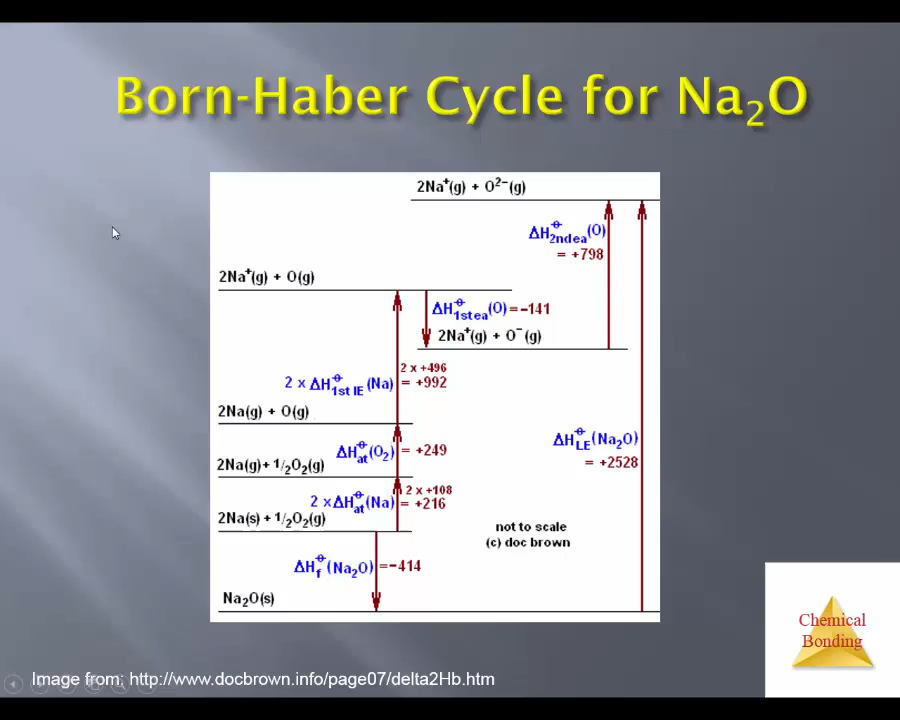 Born-Haber Cycle for Na₂O
2Na⁺(g) + O²⁻(g)
ΔH⦵2ndea(O)
= +798
2Na⁺(g) + O(g)
ΔH⦵1stea(O) =−141
2Na⁺(g) + O⁻(g)
2 x +496
2 x ΔH⦵1st IE(Na) = +992
2Na(g) + O(g)
ΔH⦵LE(Na₂O)
= +2528
ΔH⦵at(O₂) = +249
2Na(g)+ 1/₂O₂(g)
2 x +108
2 xΔH⦵at(Na) = +216
2Na(s) + 1/₂O₂(g)
not to scale
(c) doc brown
ΔH⦵f(Na₂O) =−414
Na₂O(s)
Chemical
Bonding
Image from: http://www.docbrown.info/page07/delta2Hb.htm